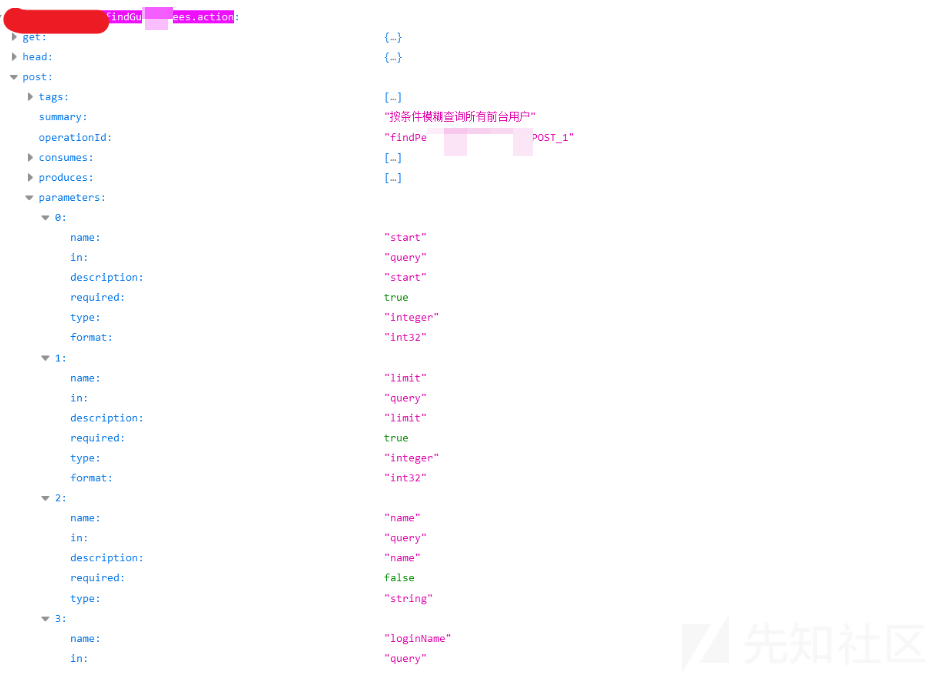 findGu ees.action:
get: {…}
head: {…}
post:
tags: […]
summary: "按条件模糊查询所有前台用户"
operationId: "findPe POST_1"
consumes: […]
produces: […]
parameters:
0:
name: "start"
in: "query"
description: "start"
required: true
type: "integer"
format: "int32"
1:
name: "limit"
in: "query"
description: "limit"
required: true
type: "integer"
format: "int32"
2:
name: "name"
in: "query"
description: "name"
required: false
type: "string"
3:
name: "loginName"
in: "query"
先知社区